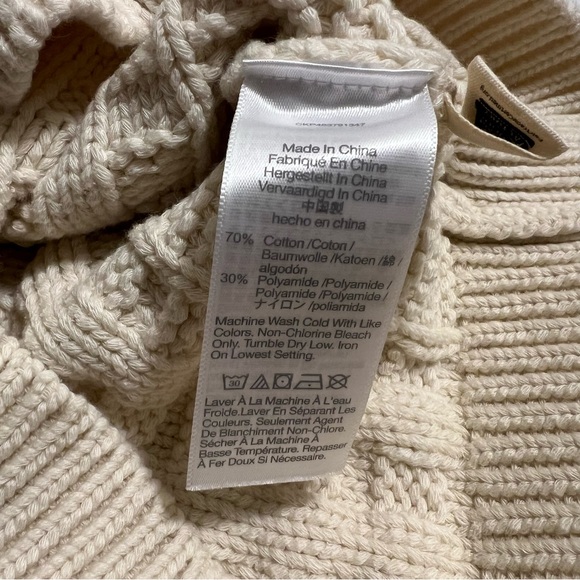 Made In China
Fabriqué En Chine
Hergestellt In China
Vervaardigd In China
中国製
hecho en china
70% Cotton /Coton/
Baumwolle /Katoen /綿/
algodón
30% Polyamide /Polyamide/
Polyamide /Polyamide/
ナイロン /poliamida
Machine Wash Cold With Like
Colors. Non-Chlorine Bleach
Only. Tumble Dry Low. Iron
On Lowest Setting.
30
Laver À La Machine À L'eau
Froide.Laver En Séparant Les
Couleurs. Seulement Agent
De Blanchiment Non-Chlore.
Sécher À La Machine À
Basse Température. Repasser
À Fer Doux Si Nécessaire.